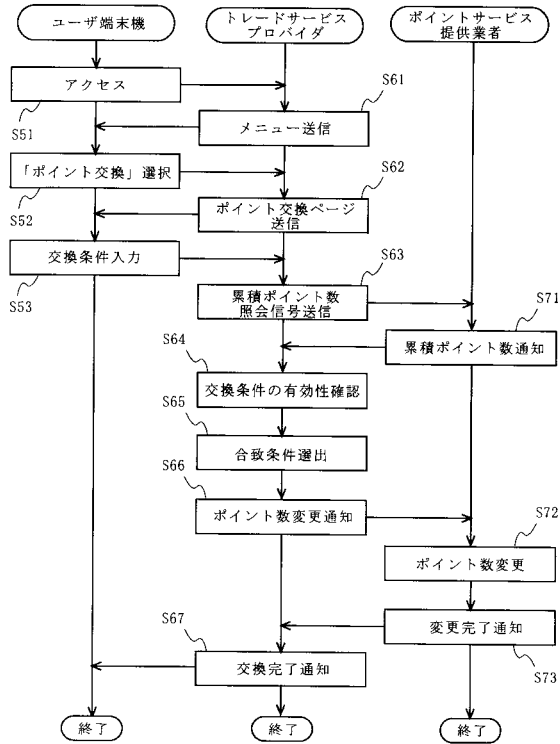 ユーザ端末機
トレードサービス
プロバイダ
ポイントサービス
提供業者
アクセス
S51
S61
メニュー送信
「ポイント交換」選択
S52
S62
ポイント交換ページ
送信
交換条件入力
S53
S63
累積ポイント数
照会信号送信
S71
累積ポイント数通知
S64
交換条件の有効性確認
S65
合致条件選出
S66
ポイント数変更通知
S72
ポイント数変更
変更完了通知
S73
S67
交換完了通知
終了
終了
終了